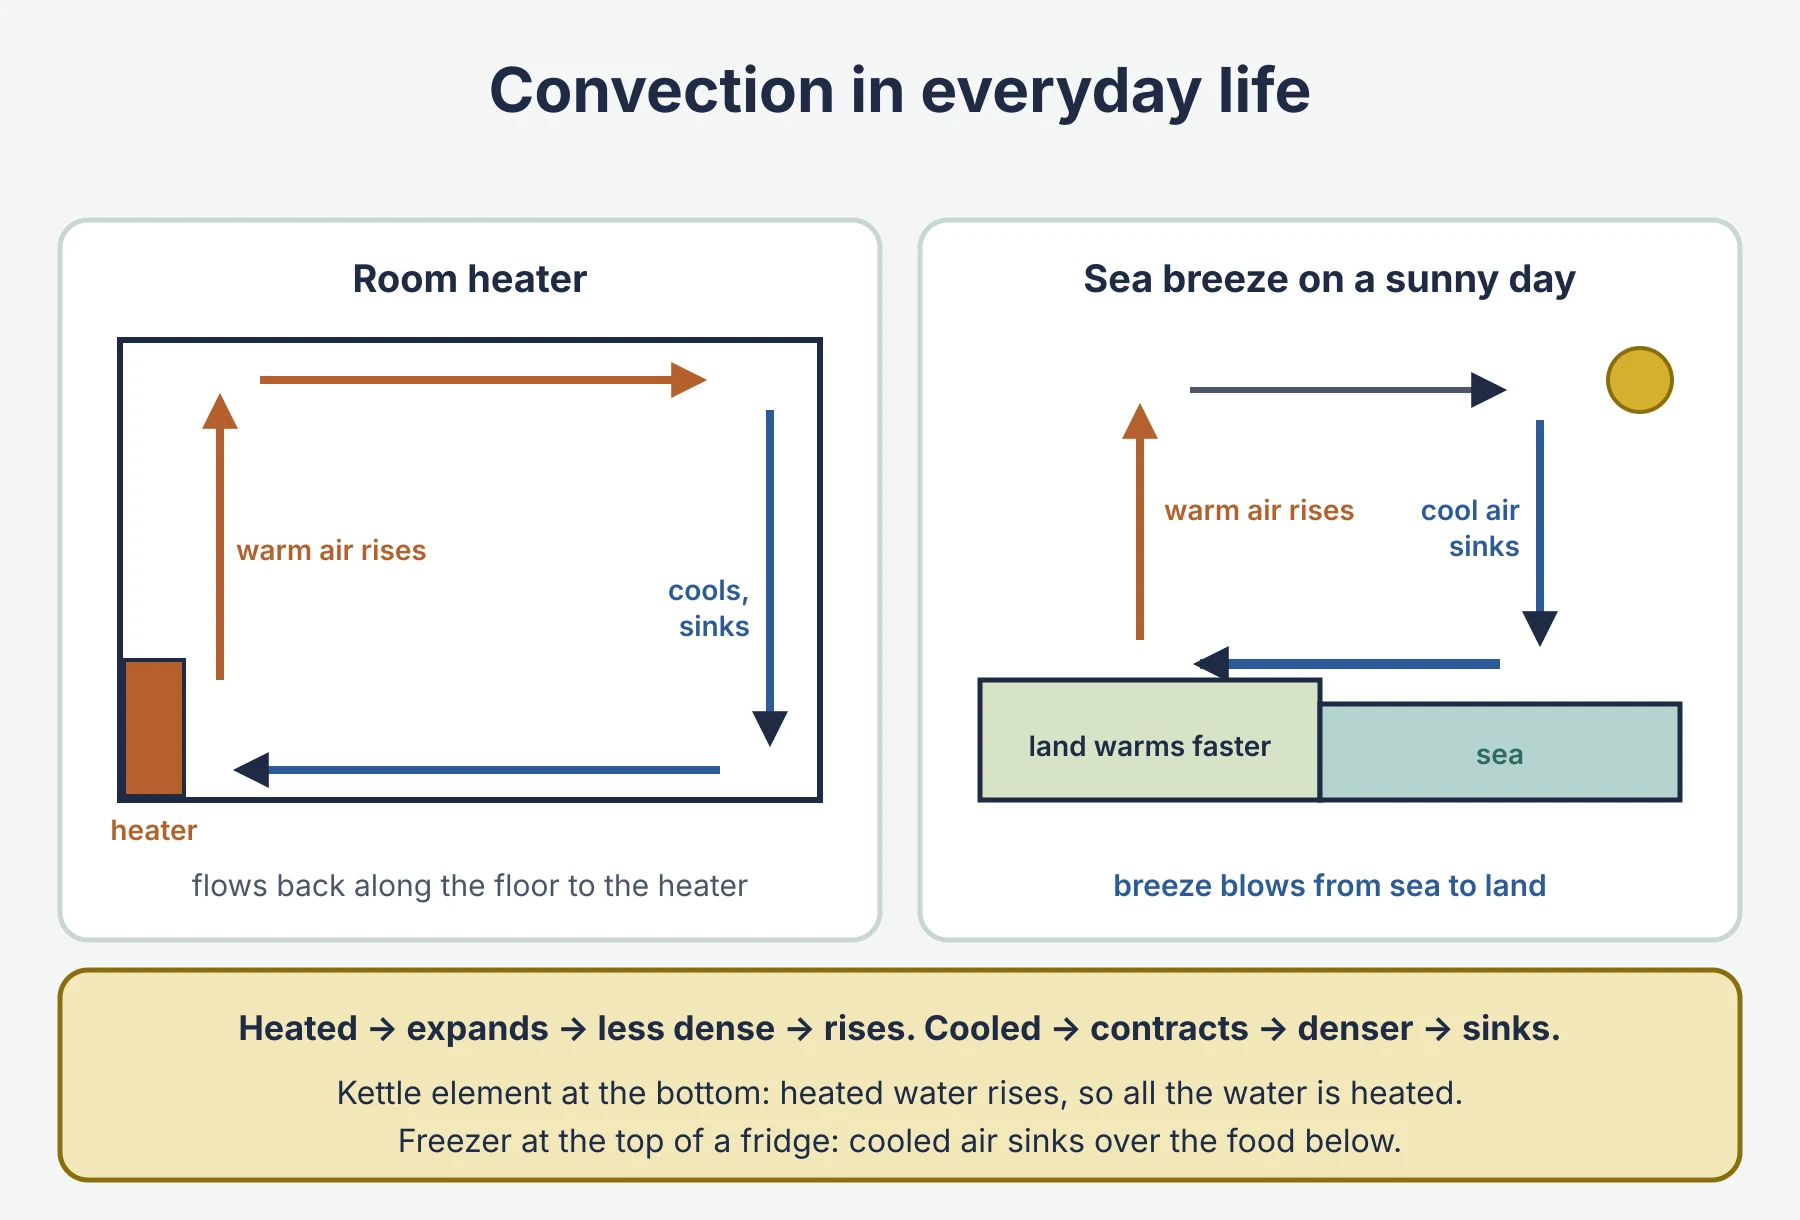 Convection in everyday life
Room heater
warm air rises
cools,
sinks
heater
flows back along the floor to the heater
Sea breeze on a sunny day
warm air rises
cool air
sinks
land warms faster
sea
breeze blows from sea to land
Heated → expands → less dense → rises. Cooled → contracts → denser → sinks.
Kettle element at the bottom: heated water rises, so all the water is heated.
Freezer at the top of a fridge: cooled air sinks over the food below.